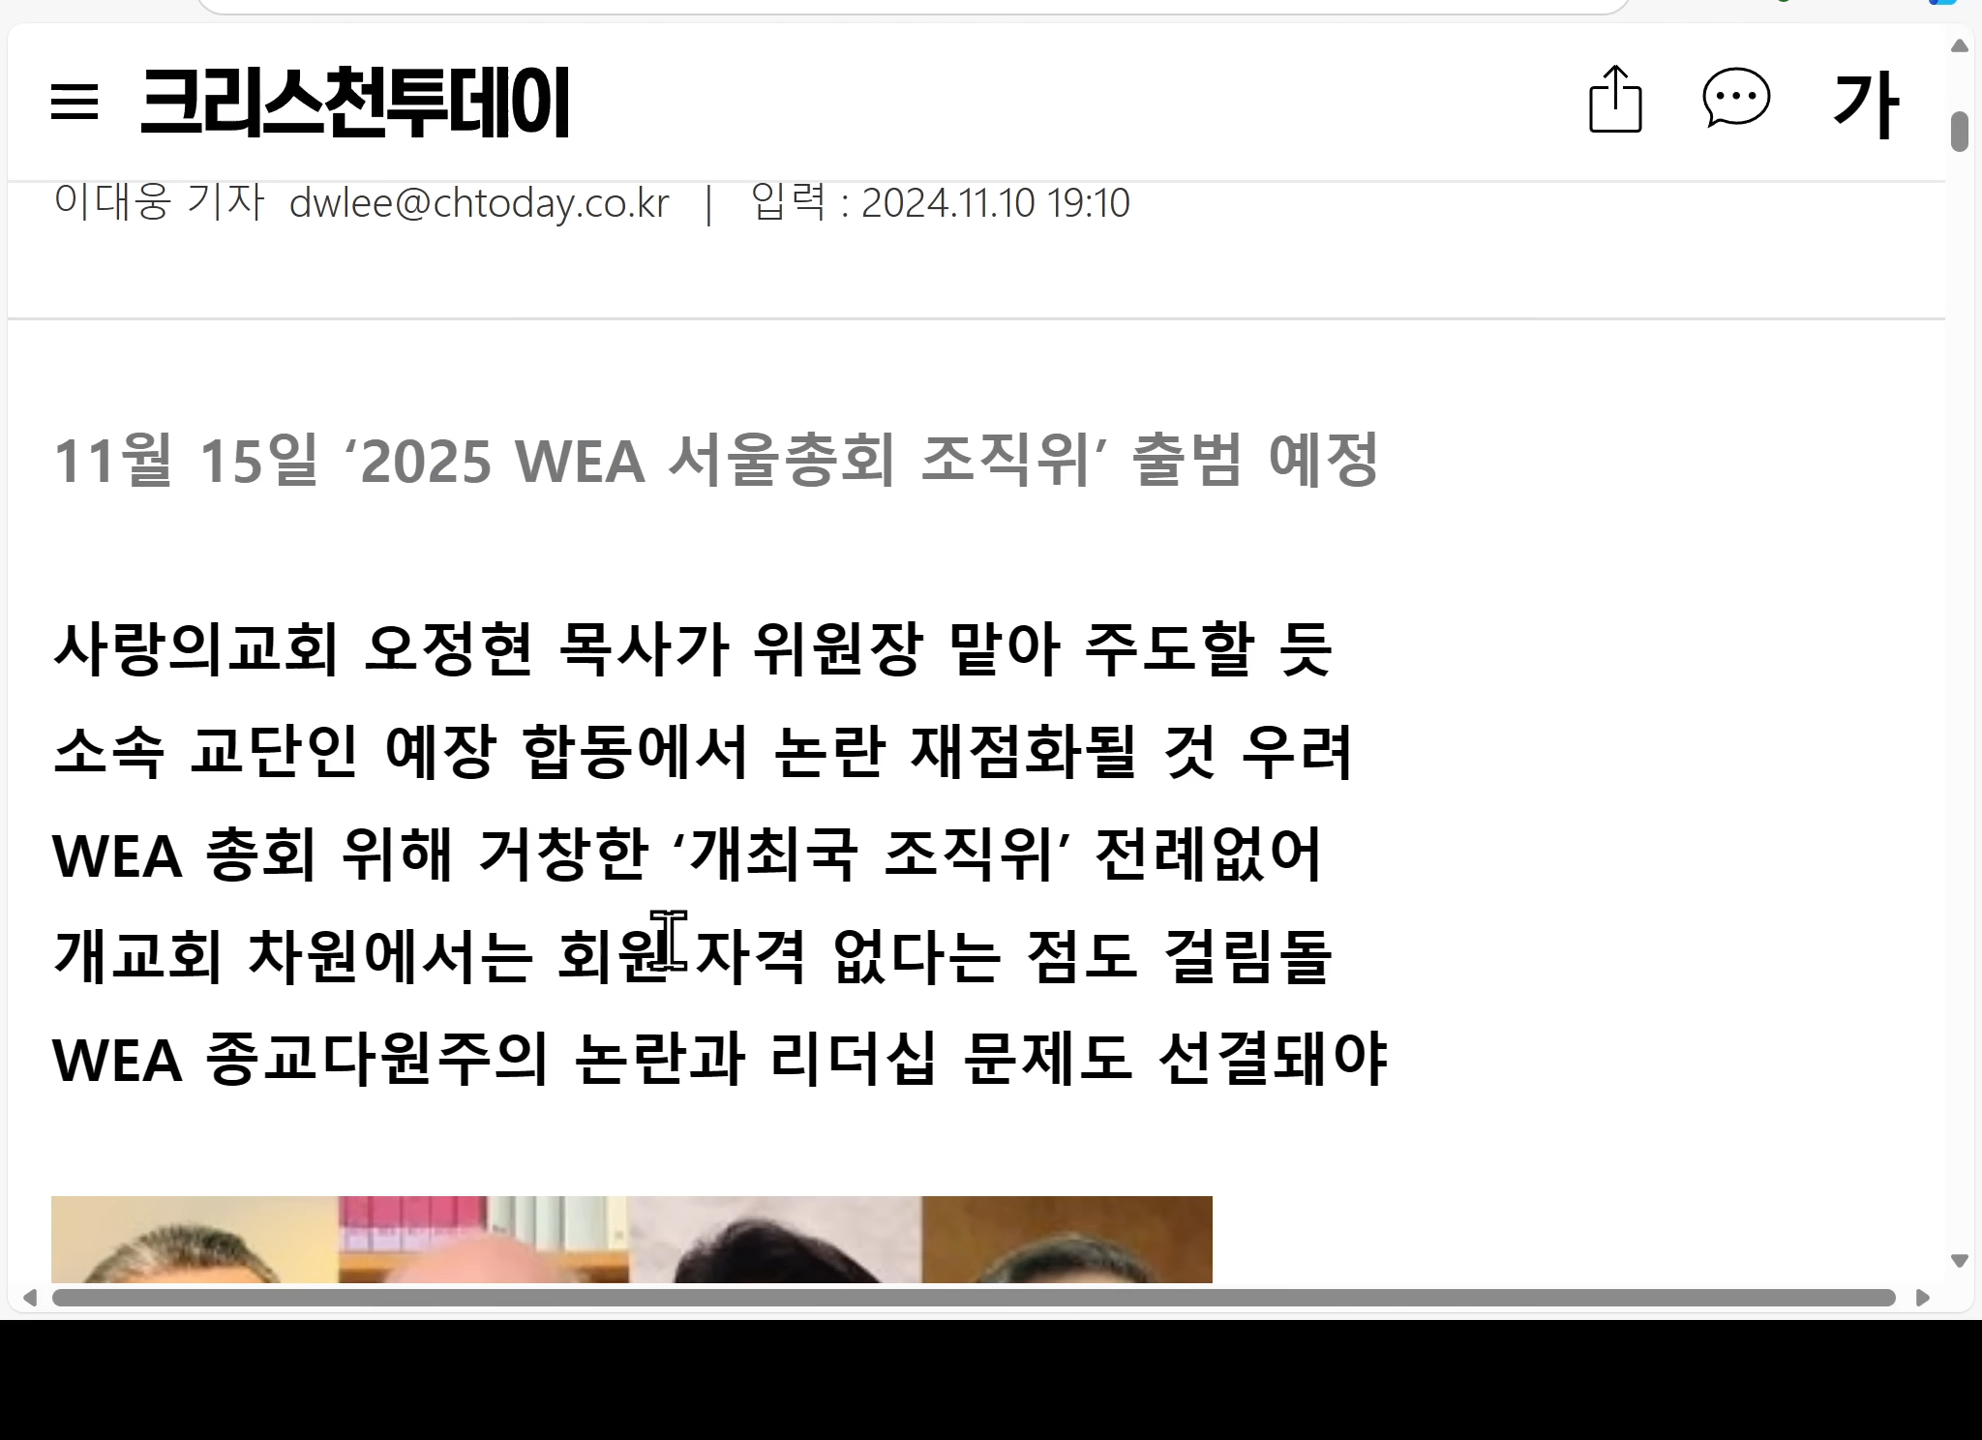 크리스천투데이
가
이대웅 기자 dwlee@chtoday.co.kr | 입력 : 2024.11.10 19:10
11월 15일 ‘2025 WEA 서울총회 조직위’ 출범 예정
사랑의교회 오정현 목사가 위원장 맡아 주도할 듯
소속 교단인 예장 합동에서 논란 재점화될 것 우려
WEA 총회 위해 거창한 ‘개최국 조직위’ 전례없어
개교회 차원에서는 회원 자격 없다는 점도 걸림돌
WEA 종교다원주의 논란과 리더십 문제도 선결돼야